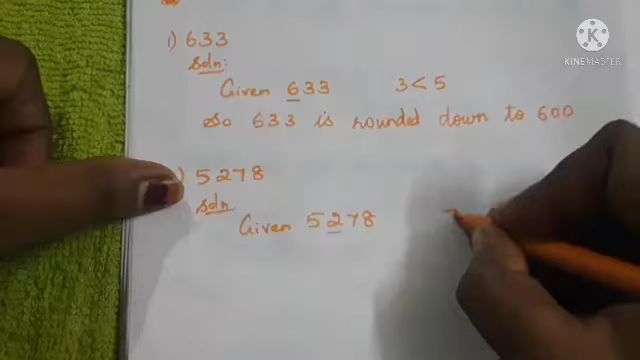 KINEMASTER
1) 633
Soln:
Given 633 3 < 5
So 633 is rounded down to 600
) 5278
Soln
Given 5278